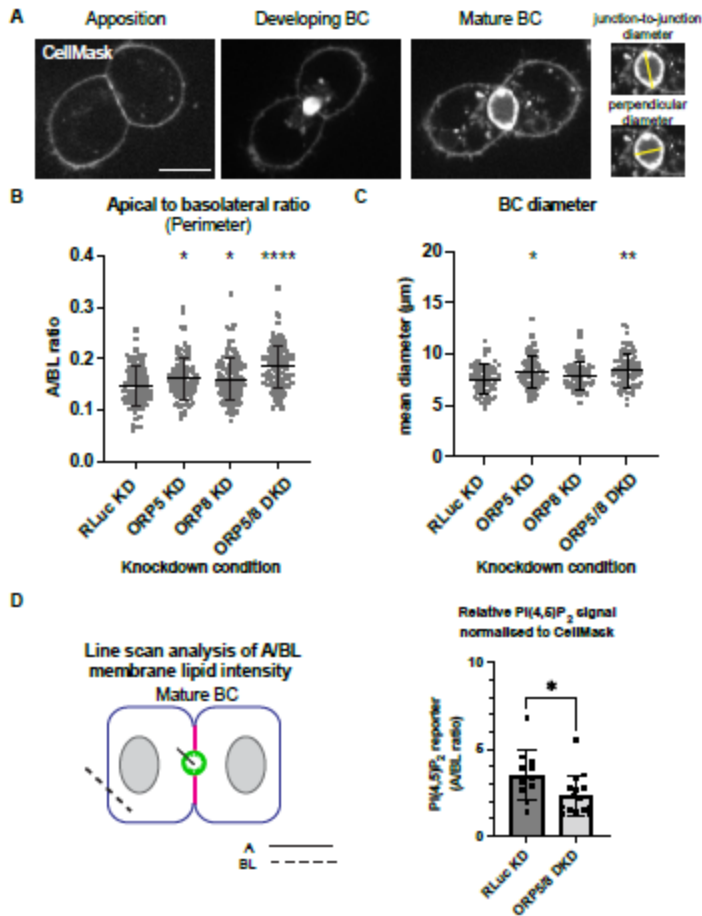 A
Apposition
Developing BC
Mature BC
junction-to-junction
diameter
CellMask
perpendicular
diameter
B
Apical to basolateral ratio
(Perimeter)
C
BC diameter
* * ****
* **
0.4
0.3
0.2
0.1
0.0
A/BL ratio
20
15
10
5
0
mean diameter (µm)
RLuc KD
ORP5 KD
ORP8 KD
ORP5/8 DKD
RLuc KD
ORP5 KD
ORP8 KD
ORP5/8 DKD
Knockdown condition
Knockdown condition
D
Line scan analysis of A/BL
membrane lipid intensity
Mature BC
A
BL
Relative PI(4,5)P2 signal
normalised to CellMask
*
10
5
0
PI(4,5)P2 reporter
(A/BL ratio)
RLuc KD
ORP5/8 DKD